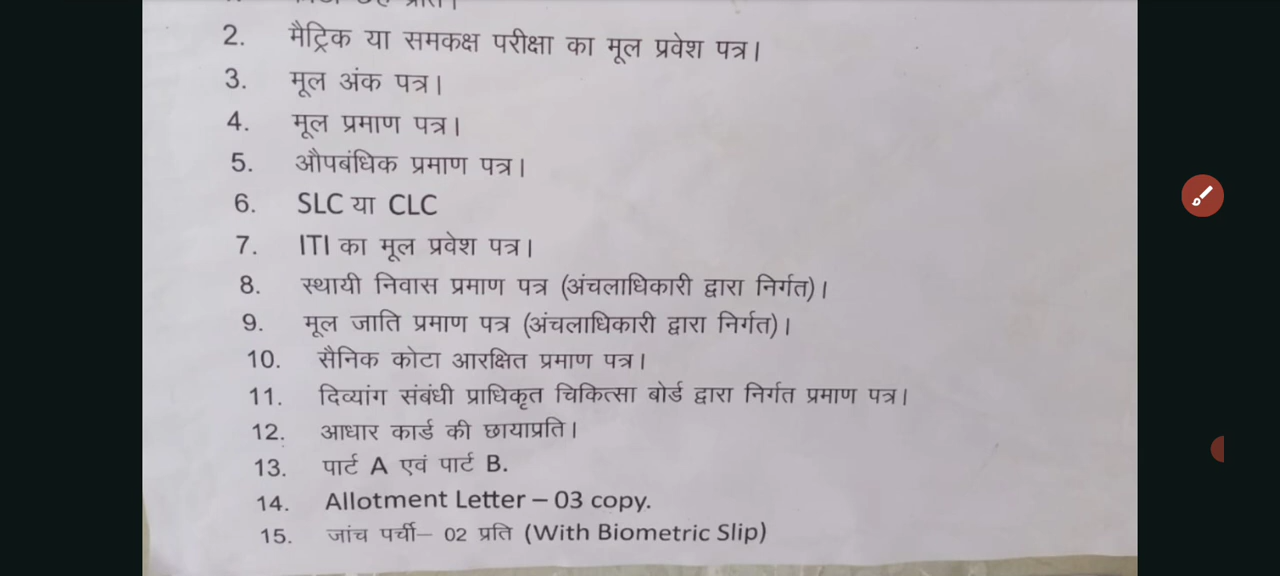 2. मैट्रिक या समकक्ष परीक्षा का मूल प्रवेश पत्र।
3. मूल अंक पत्र।
4. मूल प्रमाण पत्र।
5. औपबंधिक प्रमाण पत्र।
6. SLC या CLC
7. ITI का मूल प्रवेश पत्र।
8. स्थायी निवास प्रमाण पत्र (अंचलाधिकारी द्वारा निर्गत)।
9. मूल जाति प्रमाण पत्र (अंचलाधिकारी द्वारा निर्गत)।
10. सैनिक कोटा आरक्षित प्रमाण पत्र।
11. दिव्यांग संबंधी प्राधिकृत चिकित्सा बोर्ड द्वारा निर्गत प्रमाण पत्र।
12. आधार कार्ड की छायाप्रति।
13. पार्ट A एवं पार्ट B.
14. Allotment Letter – 03 copy.
15. जांच पर्ची– 02 प्रति (With Biometric Slip)